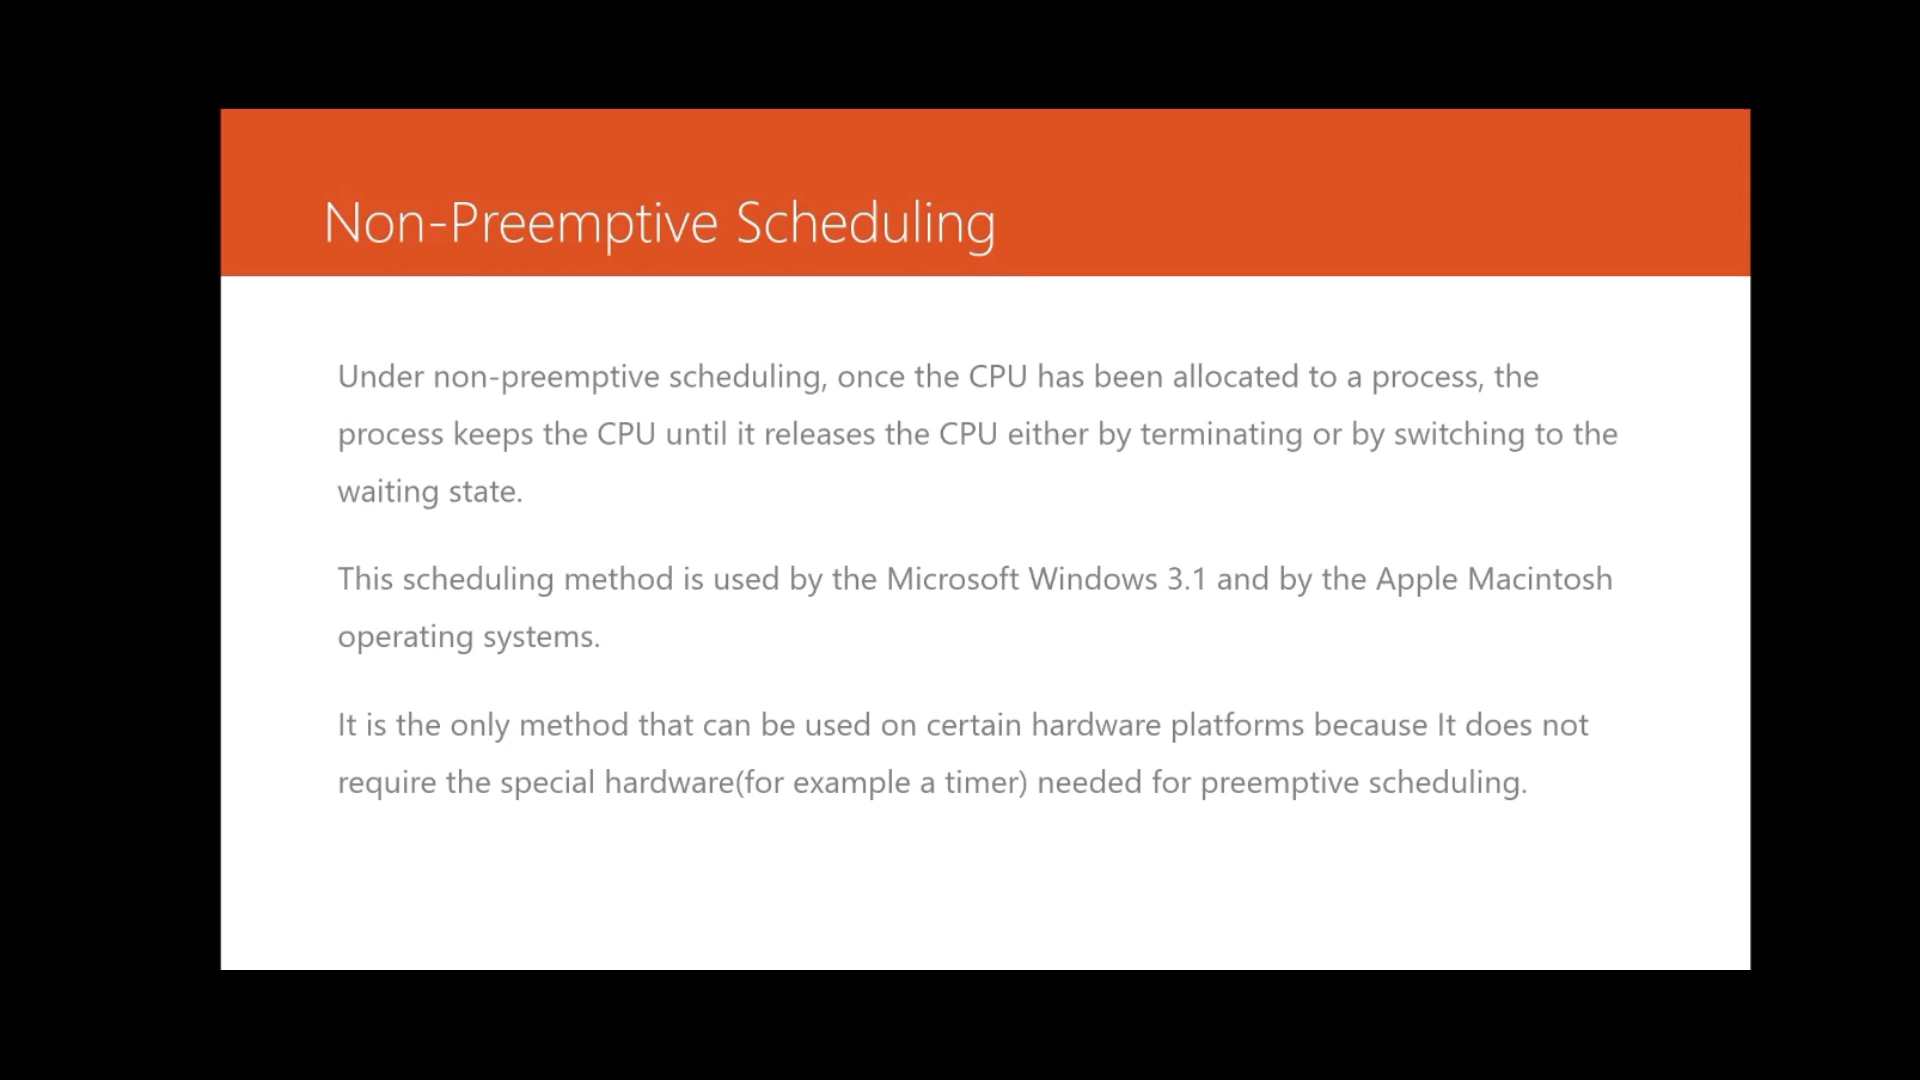 Non-Preemptive Scheduling
Under non-preemptive scheduling, once the CPU has been allocated to a process, the
process keeps the CPU until it releases the CPU either by terminating or by switching to the
waiting state.
This scheduling method is used by the Microsoft Windows 3.1 and by the Apple Macintosh
operating systems.
It is the only method that can be used on certain hardware platforms because It does not
require the special hardware(for example a timer) needed for preemptive scheduling.